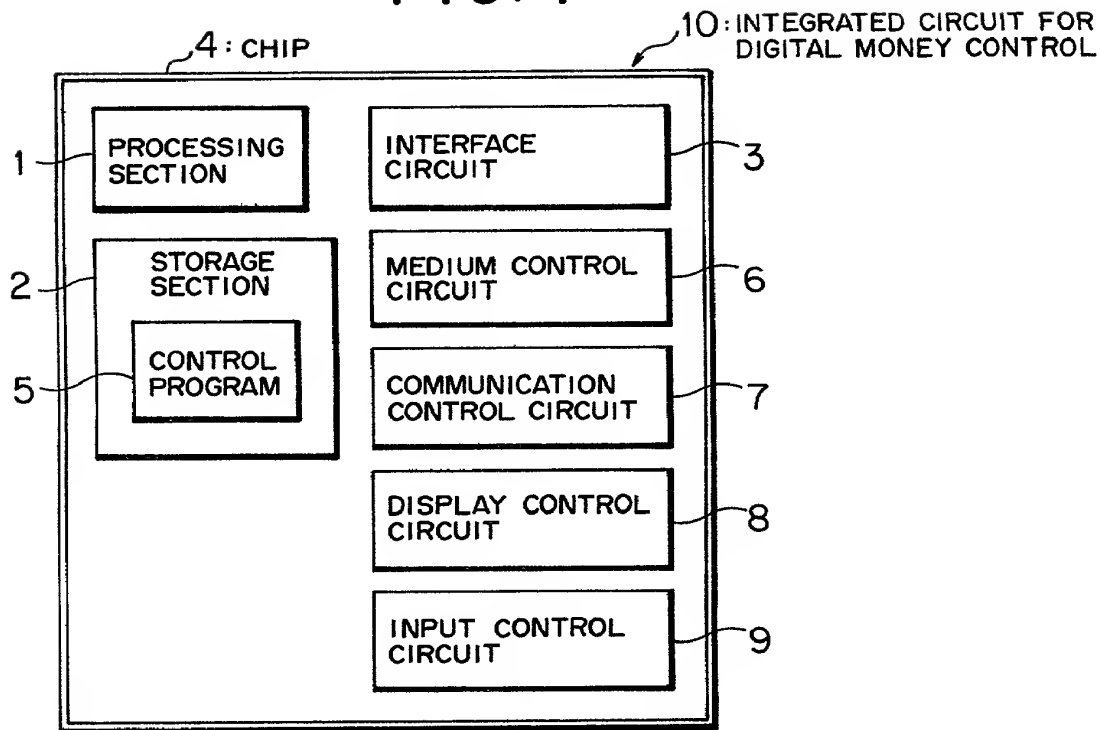 10: INTEGRATED CIRCUIT FOR
DIGITAL MONEY CONTROL
4: CHIP
1
PROCESSING
SECTION
INTERFACE
CIRCUIT
3
2
STORAGE
SECTION
MEDIUM CONTROL
CIRCUIT
6
5
CONTROL
PROGRAM
COMMUNICATION
CONTROL CIRCUIT
7
DISPLAY CONTROL
CIRCUIT
8
INPUT CONTROL
CIRCUIT
9